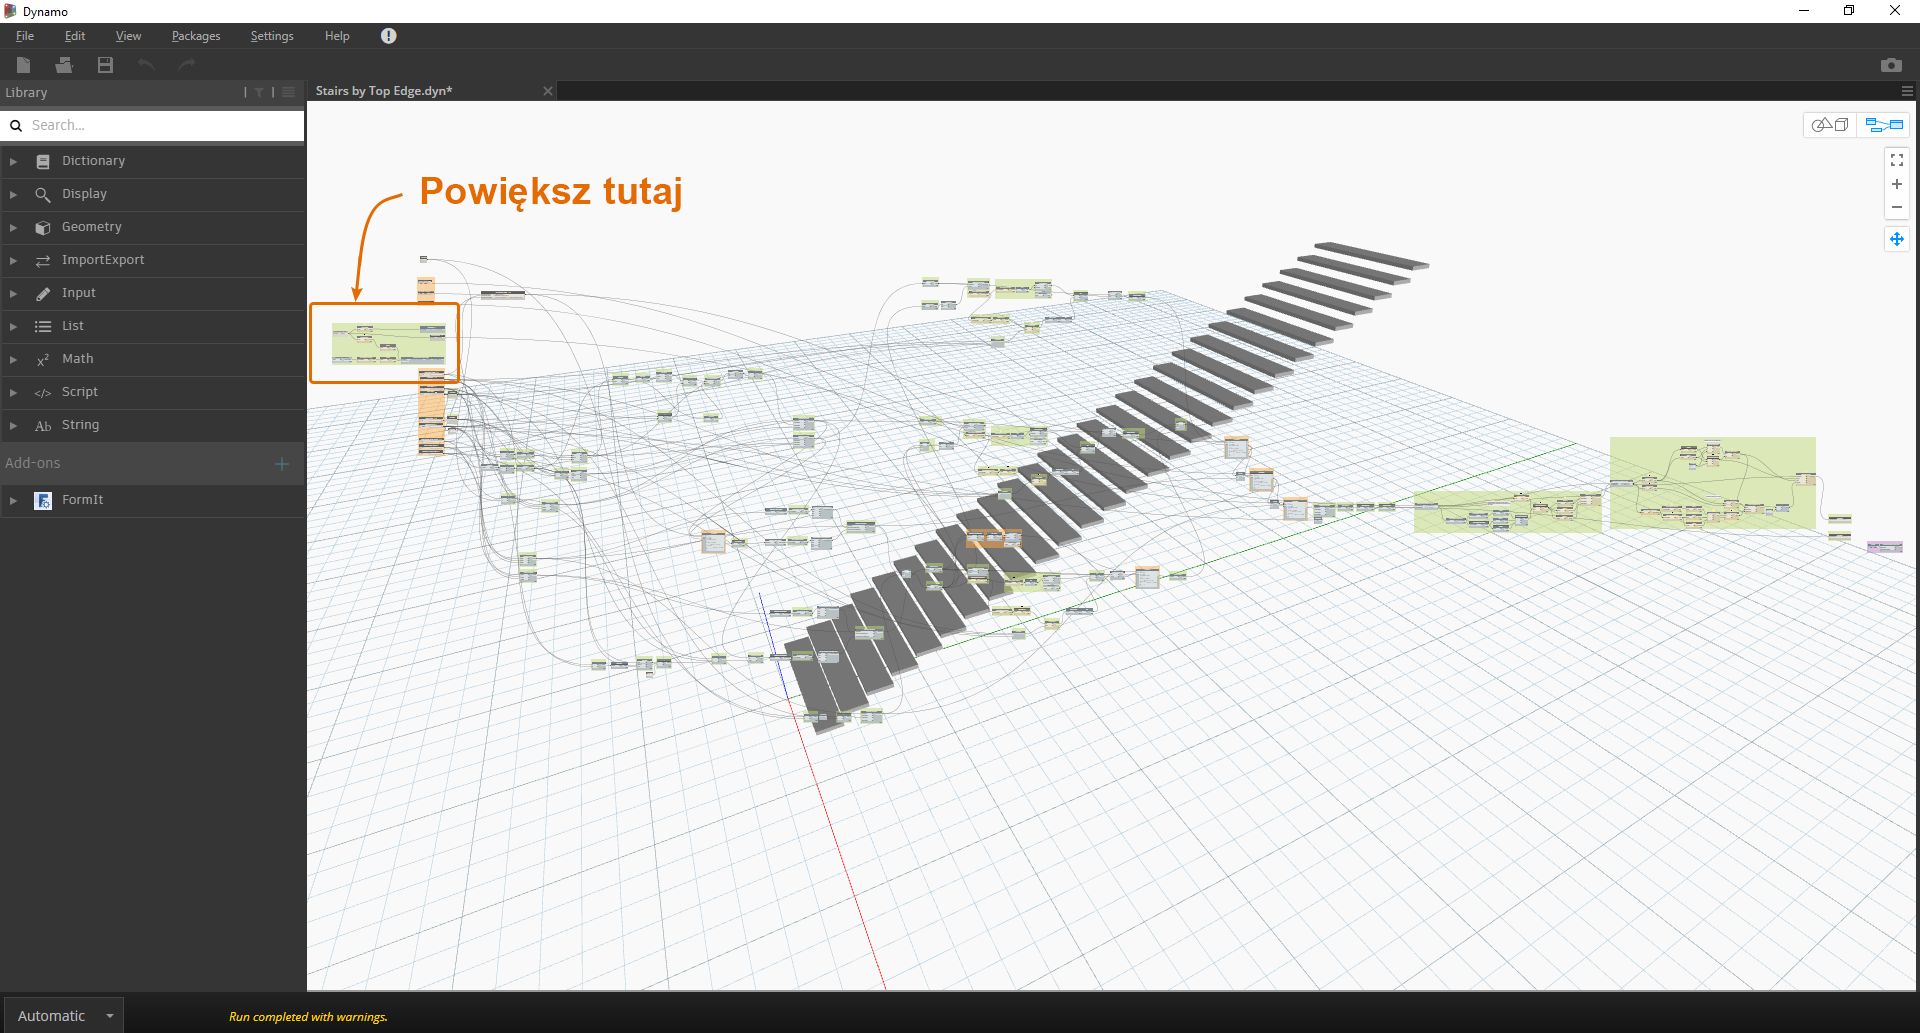 Dynamo
File Edit View Packages Settings Help
Library
Stairs by Top Edge.dyn*
Search...
Dictionary
Display
Geometry
ImportExport
Input
List
Math
Script
String
Add-ons
FormIt
Powiększ tutaj
Automatic
Run completed with warnings.